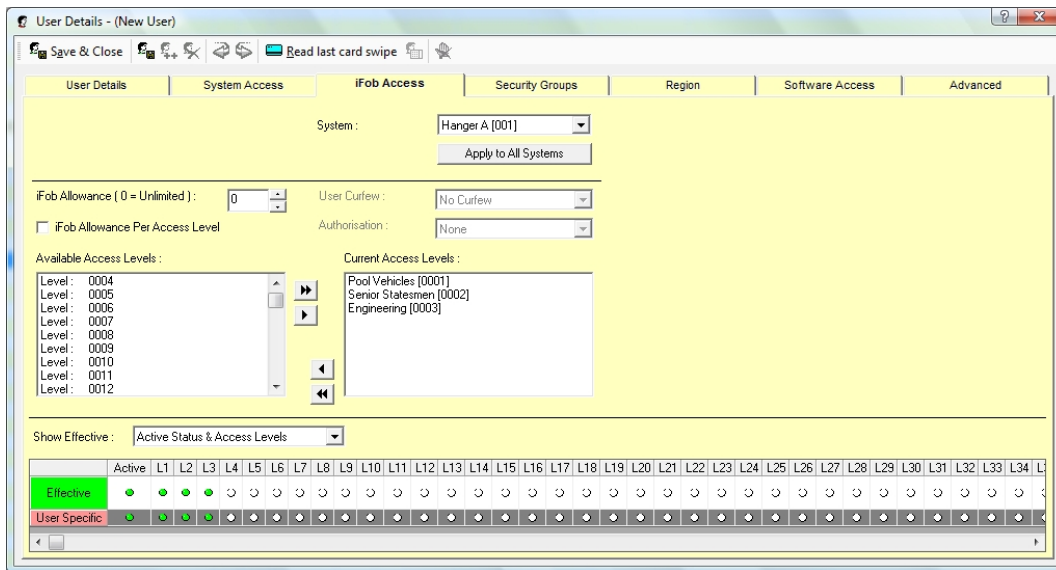 User Details - (New User)
Save & Close Read last card swipe
User Details System Access iFob Access Security Groups Region Software Access Advanced
System : Hanger A [001]
Apply to All Systems
iFob Allowance ( 0 = Unlimited ) : 0 User Curfew : No Curfew
iFob Allowance Per Access Level Authorisation : None
Available Access Levels : Current Access Levels :
Level : 0004 Pool Vehicles [0001]
Level : 0005 Senior Statesmen [0002]
Level : 0006 Engineering [0003]
Level : 0007
Level : 0008
Level : 0009
Level : 0010
Level : 0011
Level : 0012
Show Effective : Active Status & Access Levels
Active L1 L2 L3 L4 L5 L6 L7 L8 L9 L10 L11 L12 L13 L14 L15 L16 L17 L18 L19 L20 L21 L22 L23 L24 L25 L26 L27 L28 L29 L30 L31 L32 L33 L34
Effective
User Specific